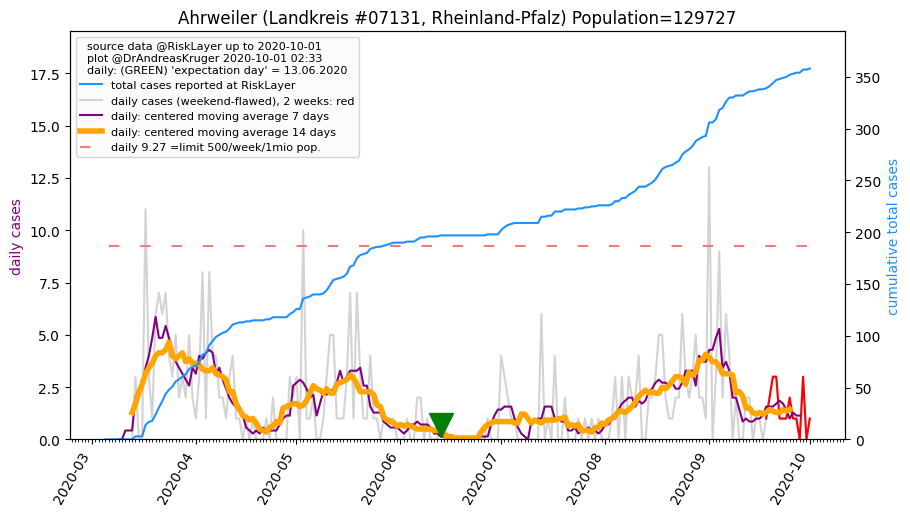 Ahrweiler (Landkreis #07131, Rheinland-Pfalz) Population=129727
source data @RiskLayer up to 2020-10-01
plot @DrAndreasKruger 2020-10-01 02:33
daily: (GREEN) 'expectation day' = 13.06.2020
total cases reported at RiskLayer
daily cases (weekend-flawed), 2 weeks: red
daily: centered moving average 7 days
daily: centered moving average 14 days
daily 9.27 =limit 500/week/1mio pop.
daily cases
17.5
15.0
12.5
10.0
7.5
5.0
2.5
0.0
cumulative total cases
350
300
250
200
150
100
50
0
2020-03
2020-04
2020-05
2020-06
2020-07
2020-08
2020-09
2020-10